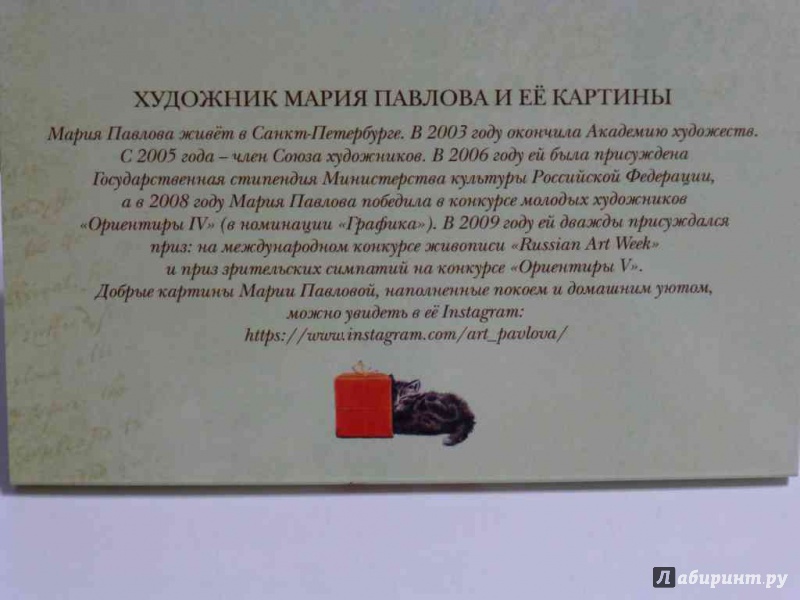 ХУДОЖНИК МАРИЯ ПАВЛОВА И ЕЁ КАРТИНЫ
Мария Павлова живёт в Санкт-Петербурге. В 2003 году окончила Академию художеств.
С 2005 года – член Союза художников. В 2006 году ей была присуждена
Государственная стипендия Министерства культуры Российской Федерации,
а в 2008 году Мария Павлова победила в конкурсе молодых художников
«Ориентиры IV» (в номинации «Графика»). В 2009 году ей дважды присуждался
приз: на международном конкурсе живописи «Russian Art Week»
и приз зрительских симпатий на конкурсе «Ориентиры V».
Добрые картины Марии Павловой, наполненные покоем и домашним уютом,
можно увидеть в её Instagram:
https://www.instagram.com/art_pavlova/
Лабиринт.ру